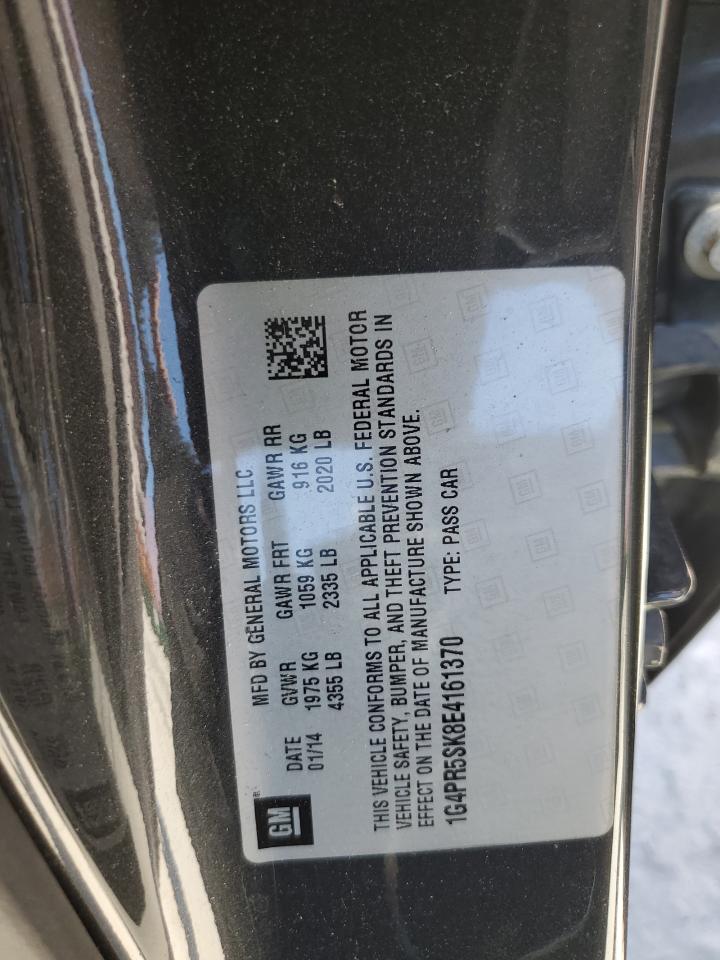 GM®
MFD BY GENERAL MOTORS LLC
DATE GVWR GAWR FRT GAWR RR
01/14 1975 KG 1059 KG 916 KG
4355 LB 2335 LB 2020 LB
THIS VEHICLE CONFORMS TO ALL APPLICABLE U.S. FEDERAL MOTOR
VEHICLE SAFETY, BUMPER, AND THEFT PREVENTION STANDARDS IN
EFFECT ON THE DATE OF MANUFACTURE SHOWN ABOVE.
1G4PR5SK8E4161370 TYPE: PASS CAR